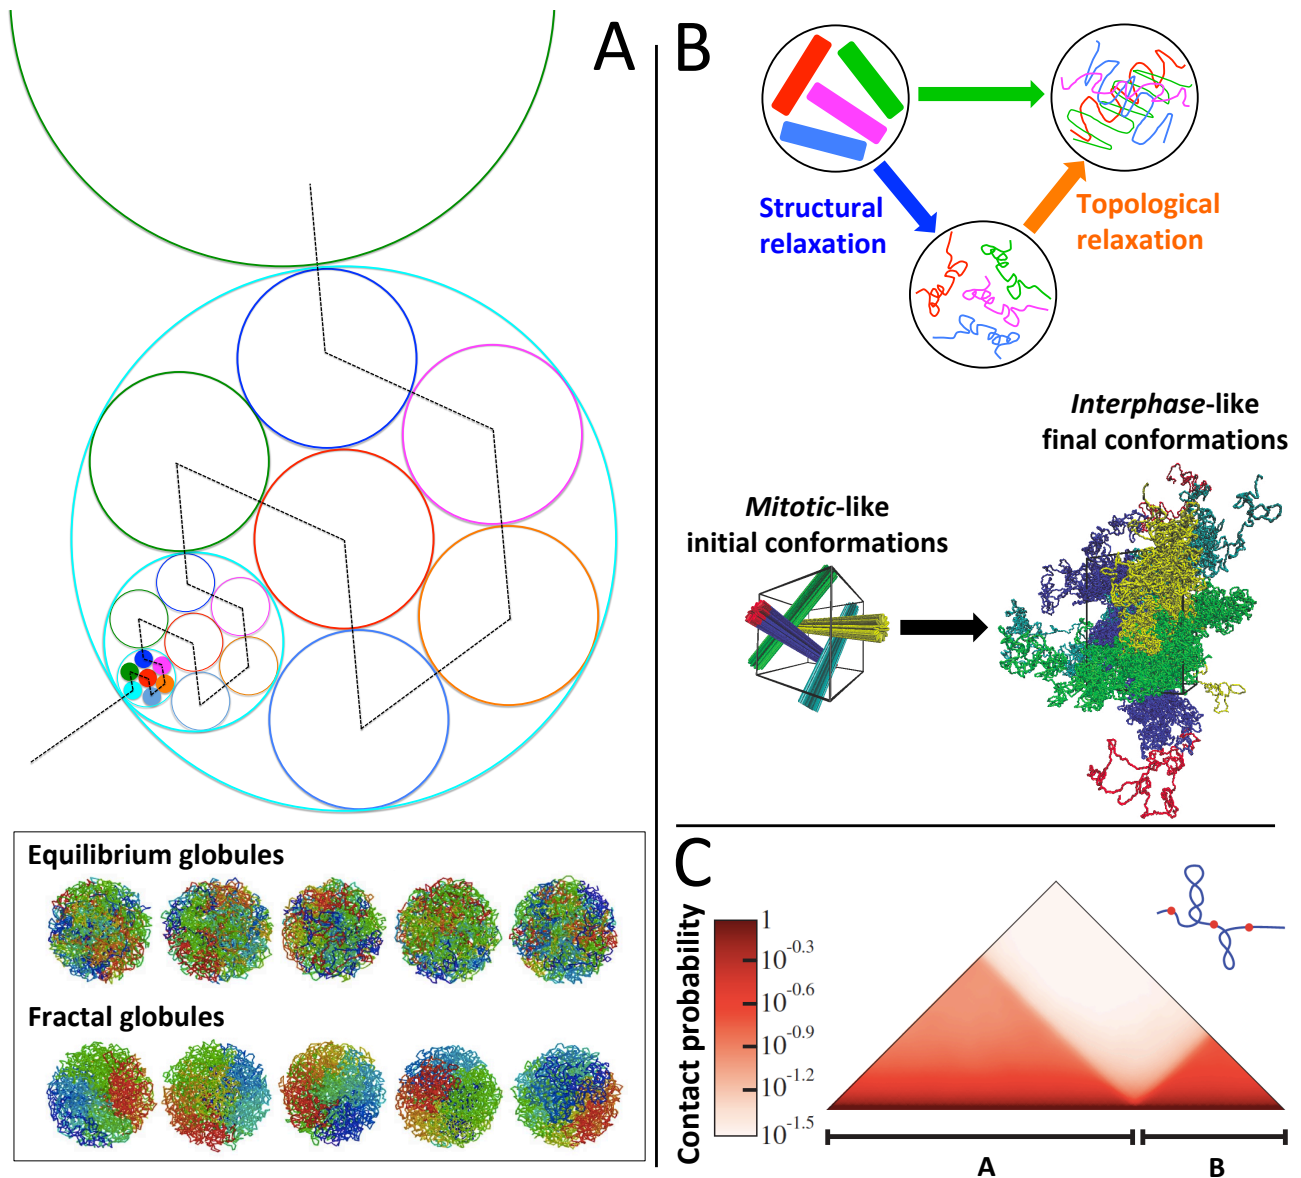 A
Equilibrium globules
Fractal globules
B
Structural
relaxation
Topological
relaxation
Mitotic-like
initial conformations
Interphase-like
final conformations
C
Contact probability
1
10^-0.3
10^-0.6
10^-0.9
10^-1.2
10^-1.5
A
B